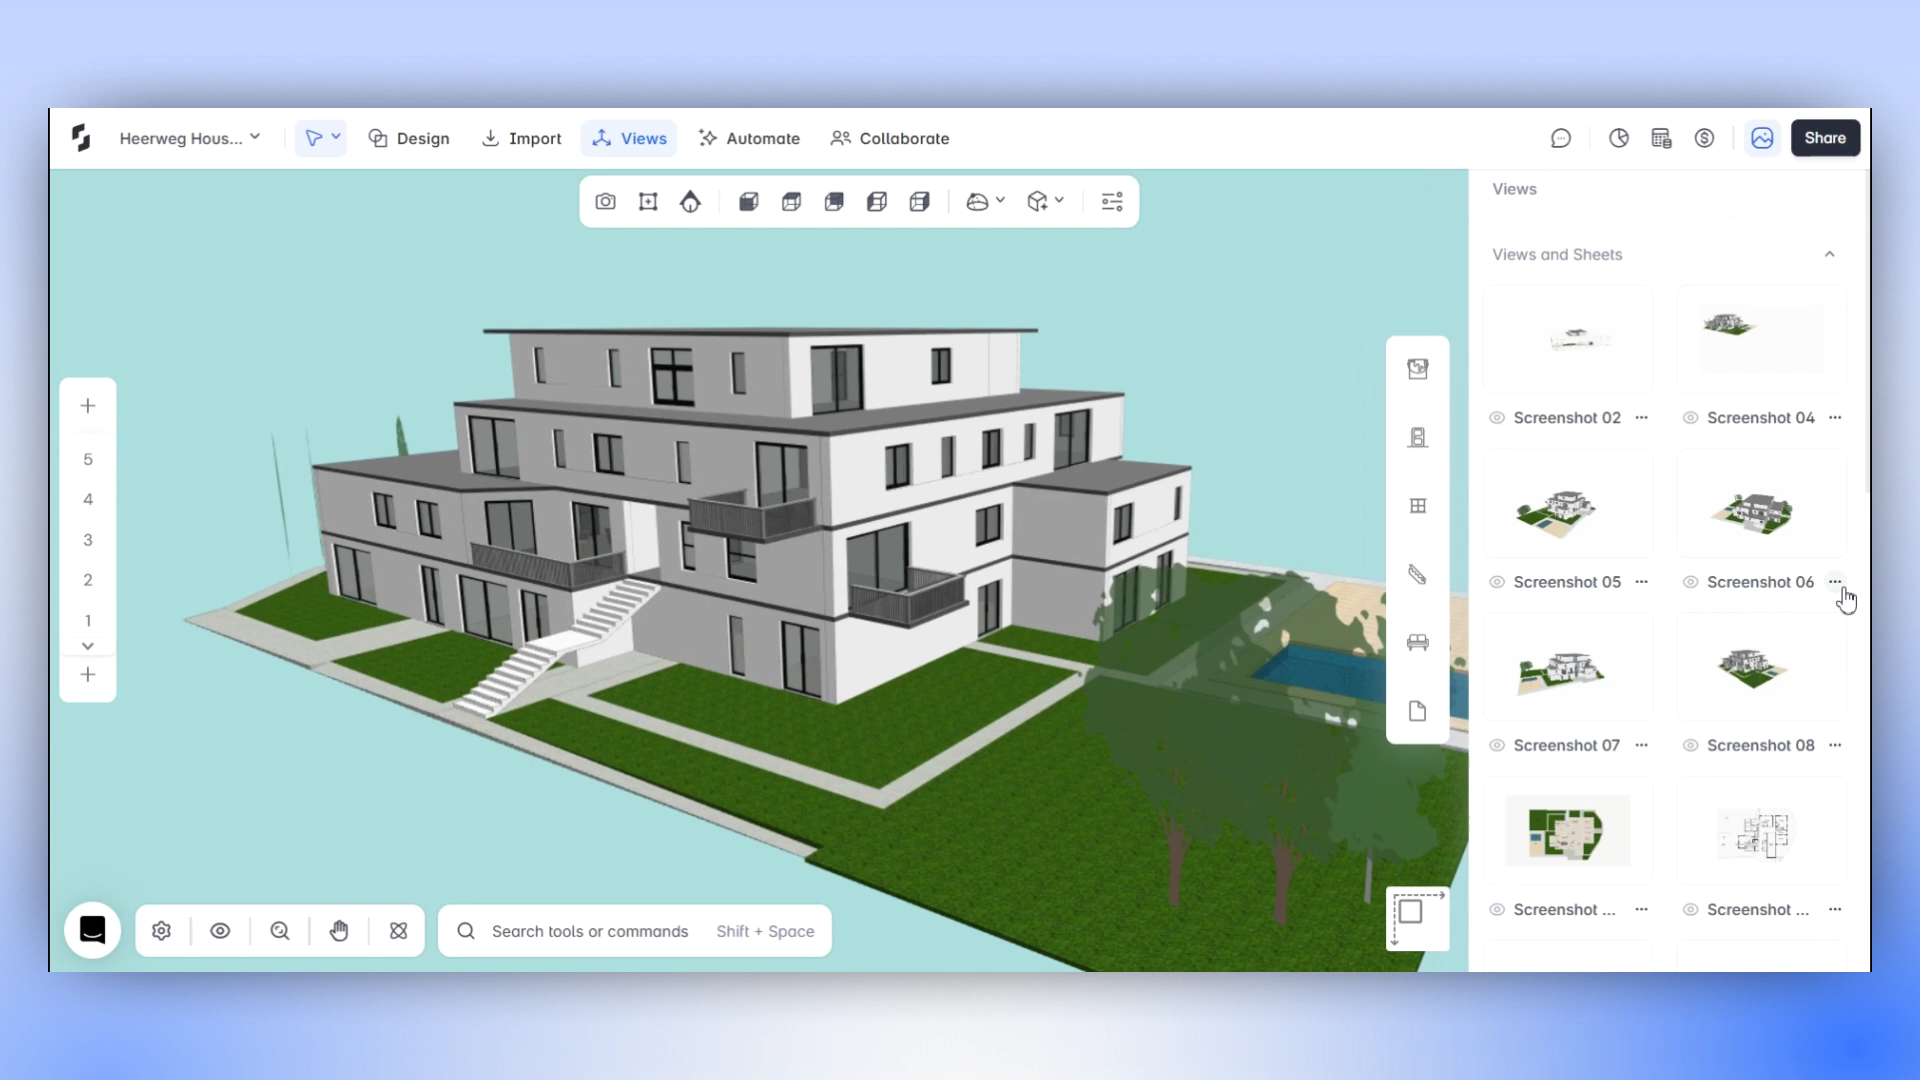 Heerweg Hous...
Design
Import
Views
Automate
Collaborate
Share
Views
Views and Sheets
Screenshot 02
Screenshot 04
5
4
3
2
1
Screenshot 05
Screenshot 06
Screenshot 07
Screenshot 08
Screenshot ...
Screenshot ...
Search tools or commands
Shift + Space